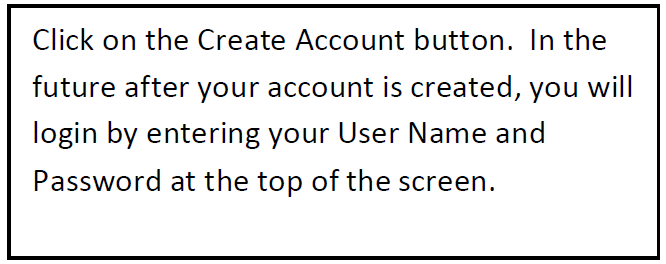 Click on the Create Account button.  In the
future after your account is created, you will
login by entering your User Name and
Password at the top of the screen.